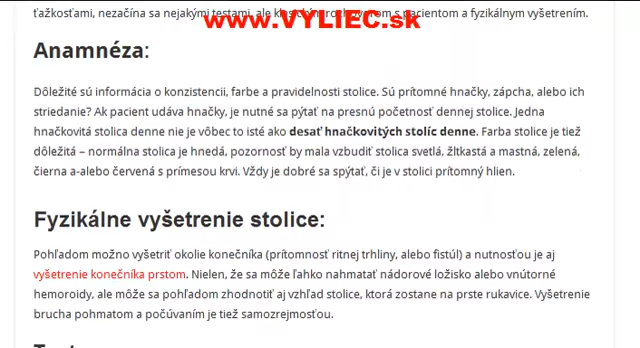 ťažkosťami, nezačína sa nejakými testami, ale s pacientom a fyzikálnym vyšetrením.
www.VYLIEC.sk
Anamnéza:
Dôležité sú informácia o konzistencii, farbe a pravidelnosti stolice. Sú prítomné hnačky, zápcha, alebo ich
striedanie? Ak pacient udáva hnačky, je nutné sa pýtať na presnú početnosť dennej stolice. Jedna
hnačkovitá stolica denne nie je vôbec to isté ako desať hnačkovitých stolíc denne. Farba stolice je tiež
dôležitá – normálna stolica je hnedá, pozornosť by mala vzbudiť stolica svetlá, žltkastá a mastná, zelená,
čierna a-alebo červená s prímesou krvi. Vždy je dobré sa spýtať, či je v stolici prítomný hlien.
Fyzikálne vyšetrenie stolice:
Pohľadom možno vyšetriť okolie konečníka (prítomnosť ritnej trhliny, alebo fistúl) a nutnosťou je aj
vyšetrenie konečníka prstom. Nielen, že sa môže ľahko nahmatať nádorové ložisko alebo vnútorné
hemoroidy, ale môže sa pohľadom zhodnotiť aj vzhľad stolice, ktorá zostane na prste rukavice. Vyšetrenie
brucha pohmatom a počúvaním je tiež samozrejmosťou.